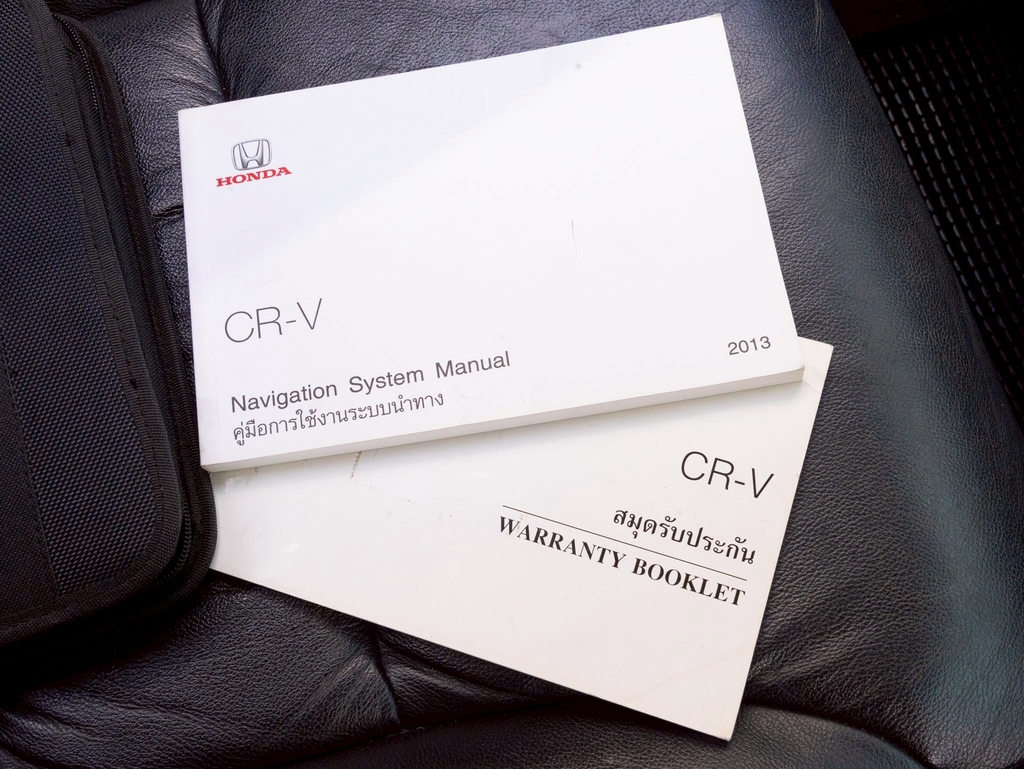 HONDA
CR-V
Navigation System Manual
คู่มือการใช้งานระบบนำทาง
2013
CR-V
สมุดรับประกัน
WARRANTY BOOKLET